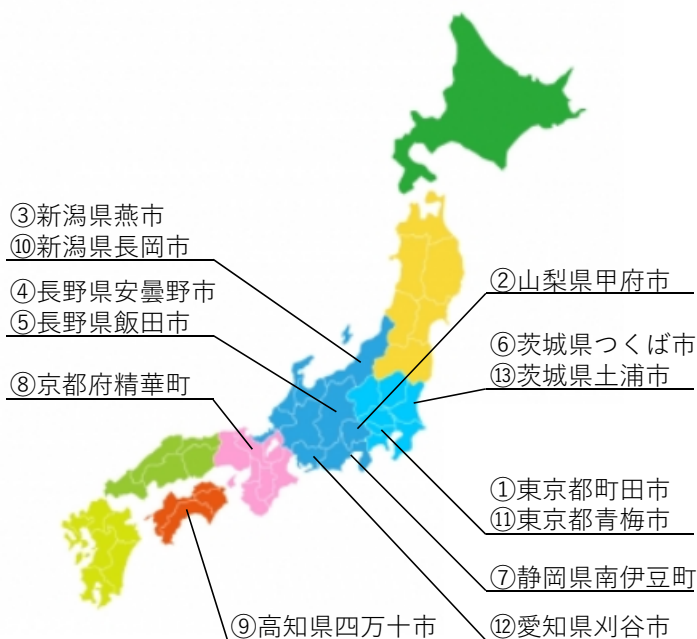 ③新潟県燕市
⑩新潟県長岡市
④長野県安曇野市
⑤長野県飯田市
⑧京都府精華町
②山梨県甲府市
⑥茨城県つくば市
⑬茨城県土浦市
①東京都町田市
⑪東京都青梅市
⑦静岡県南伊豆町
⑨高知県四万十市
⑫愛知県刈谷市